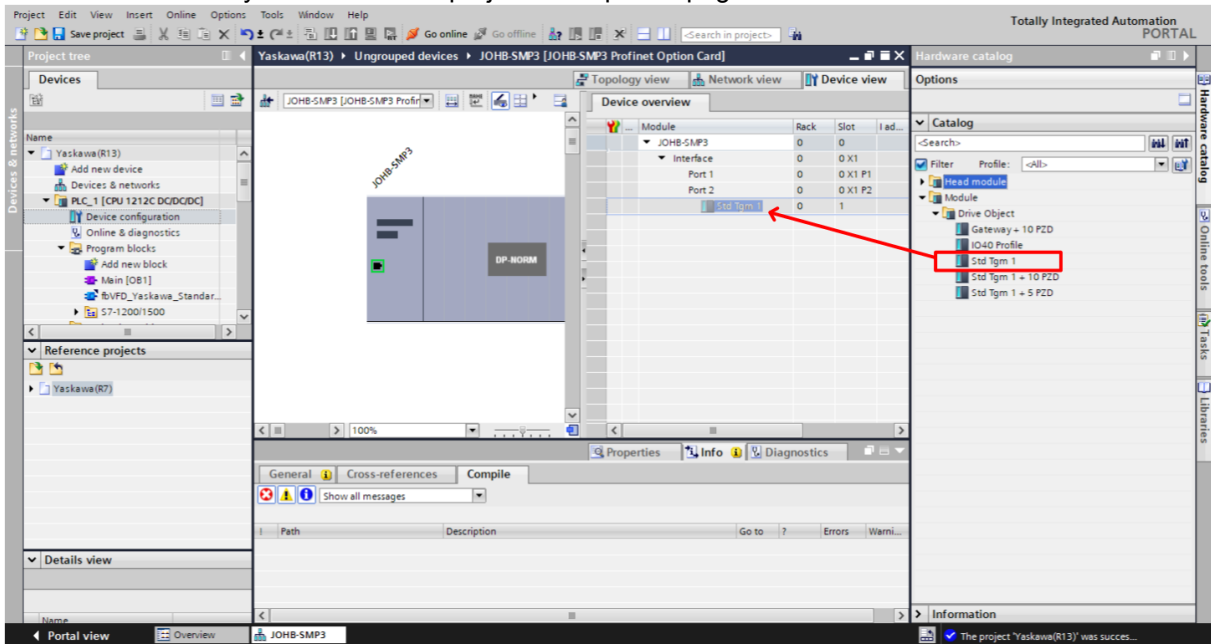 Project Edit View Insert Online Options Tools Window Help
Totally Integrated Automation
PORTAL
Save project
Go online
Go offline
<Search in project>
Project tree
Yaskawa(R13) ▸ Ungrouped devices ▸ JOHB-SMP3 [JOHB-SMP3 Profinet Option Card]
Hardware catalog
Devices
Topology view
Network view
Device view
Options
JOHB-SMP3 [JOHB-SMP3 Profin
Device overview
Name
... Module Rack Slot I ad...
Catalog
JOHB-SMP3 0 0
<Search>
Yaskawa(R13)
Interface 0 0 X1
Filter Profile: <All>
Add new device
Port 1 0 0 X1 P1
Head module
Devices & networks
Port 2 0 0 X1 P2
Module
PLC_1 [CPU 1212C DC/DC/DC]
Std Tgm 1 0 1
Drive Object
Device configuration
Gateway + 10 PZD
Online & diagnostics
IO40 Profile
Program blocks
Std Tgm 1
Add new block
Std Tgm 1 + 10 PZD
Main [OB1]
Std Tgm 1 + 5 PZD
fbVFD_Yaskawa_Standar...
S7-1200/1500
JOHB-SMP3
DP-NORM
Reference projects
Yaskawa(R7)
100%
Properties
Info
Diagnostics
General
Cross-references
Compile
Show all messages
! Path Description Go to ? Errors Warni...
Details view
Name
Information
Portal view
Overview
JOHB-SMP3
The project 'Yaskawa(R13)' was succes...
Devices & networks
Hardware catalog
Online tools
Tasks
Libraries